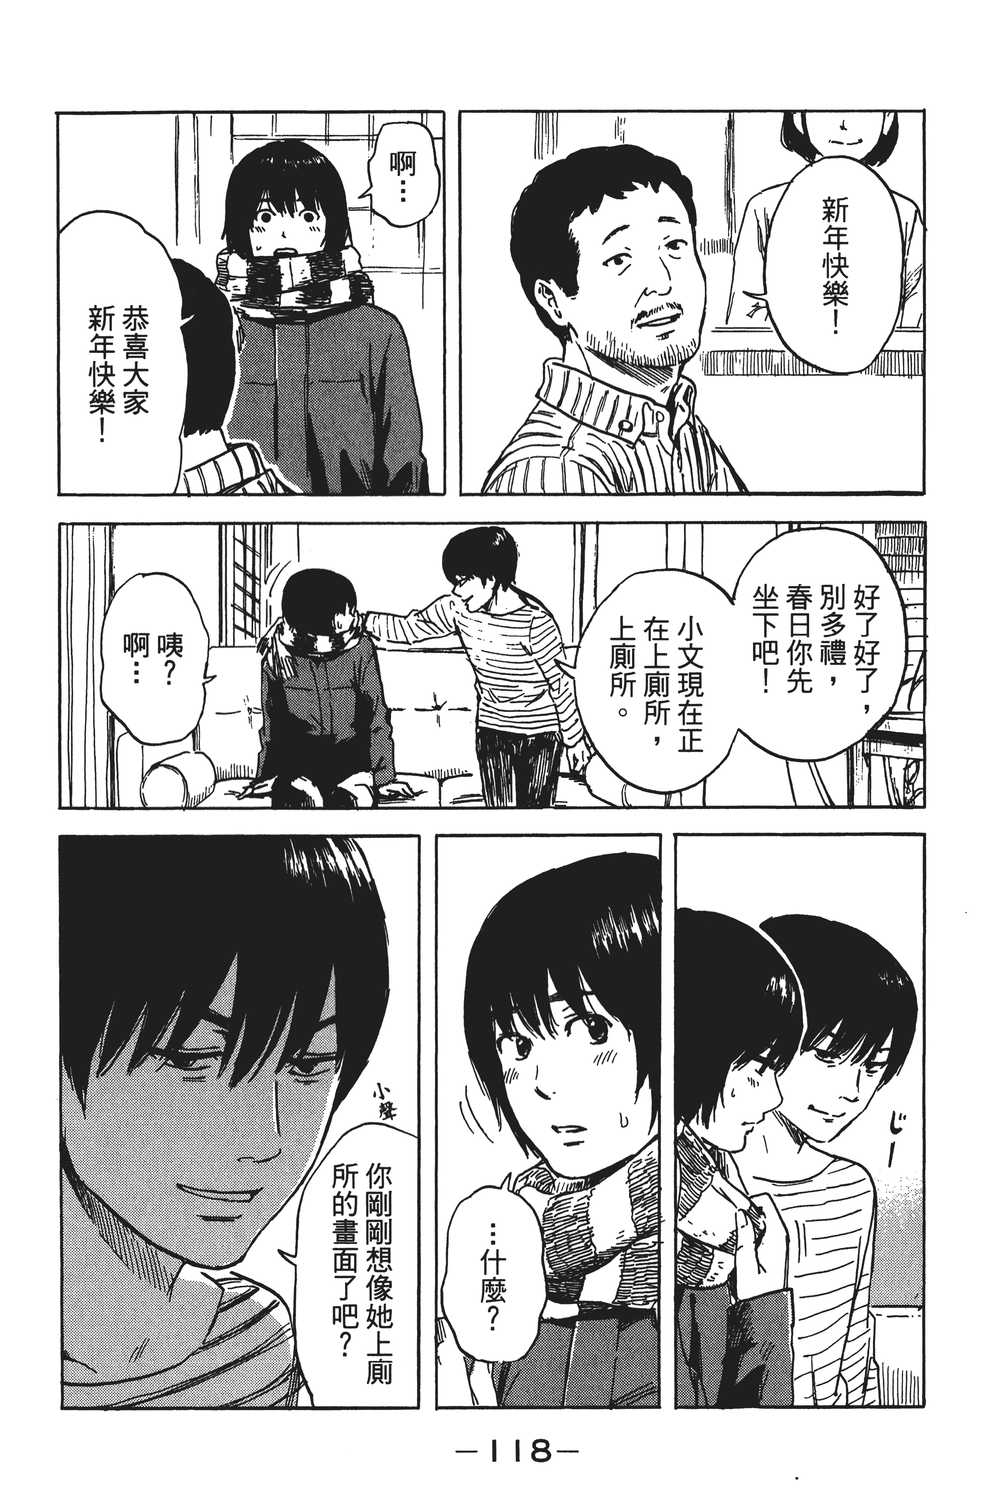 新年快樂！
啊…
恭喜大家
新年快樂！
好了好了，
別多禮，
春日你先
坐下吧！
小文現在正
在上廁所，
上廁所。
咦？
啊…
じー
…什麼？
小聲
你剛剛想像她上廁
所的畫面了吧？
－118－